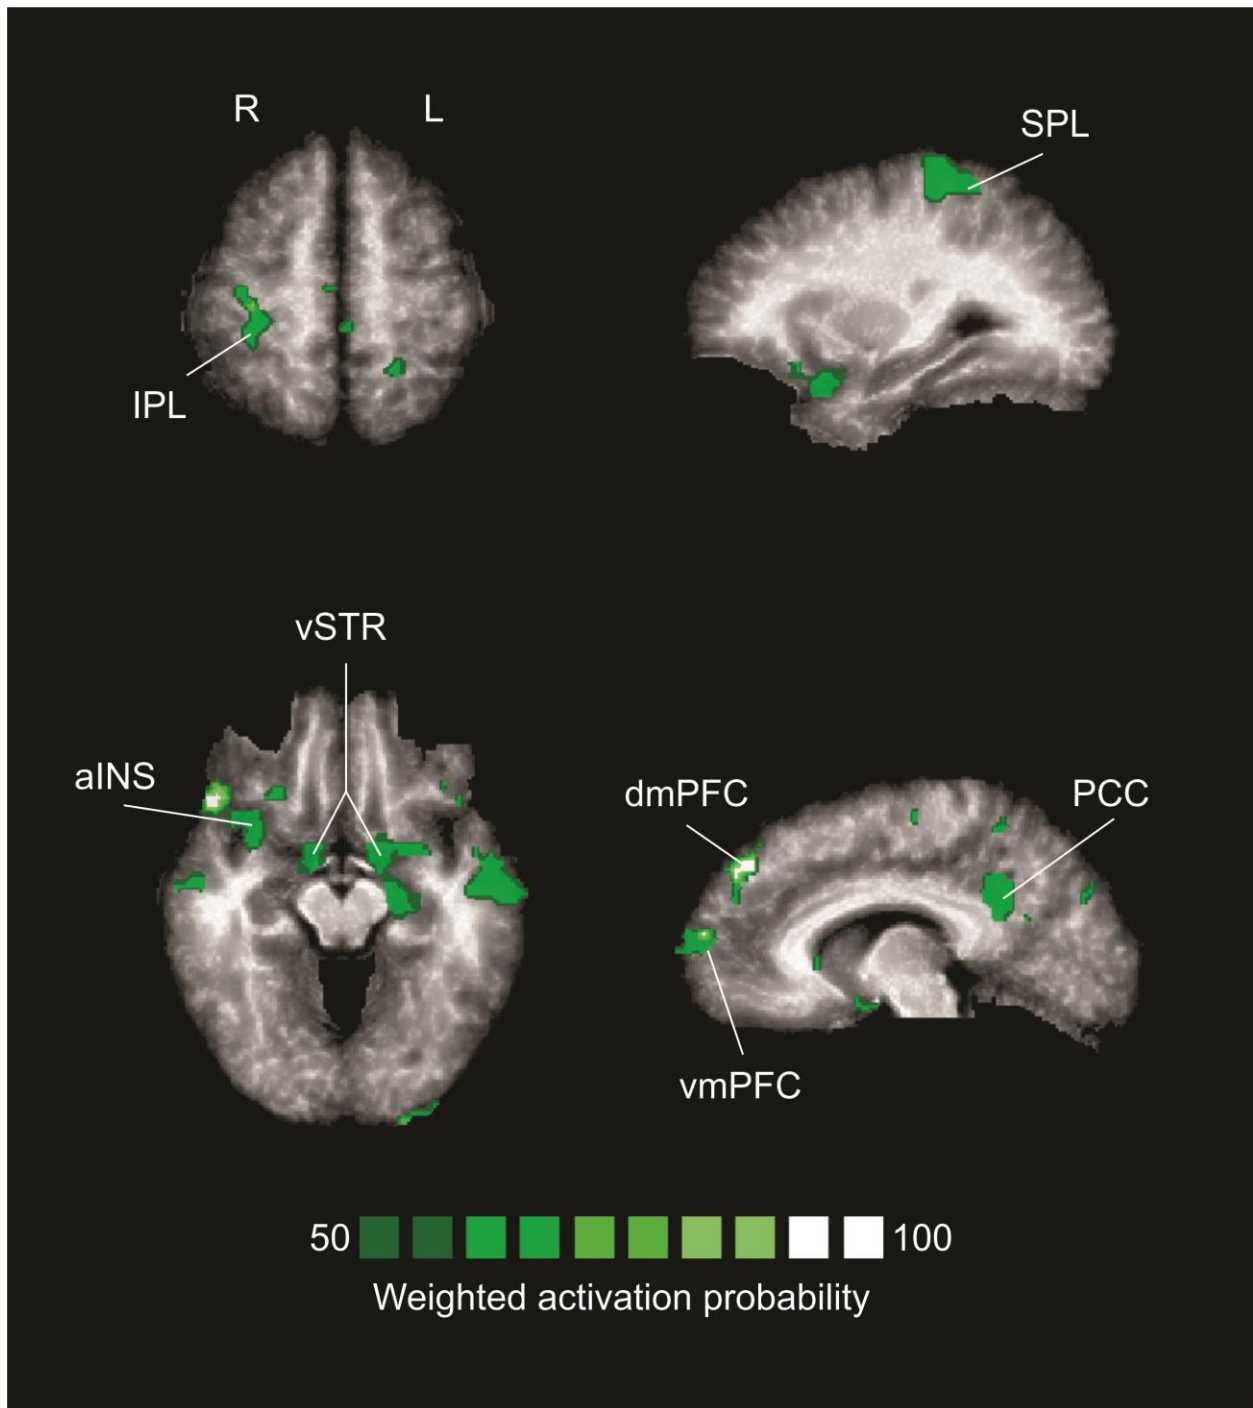 R
L
SPL
IPL
vSTR
aINS
dmPFC
PCC
vmPFC
50
100
Weighted activation probability